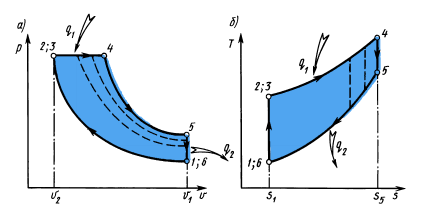 а)
p
q₁
2;3
4
5
1;6
q₂
v₂
v₁
v
б)
T
q₁
4
2;3
5
1;6
q₂
s₁
s₅
s